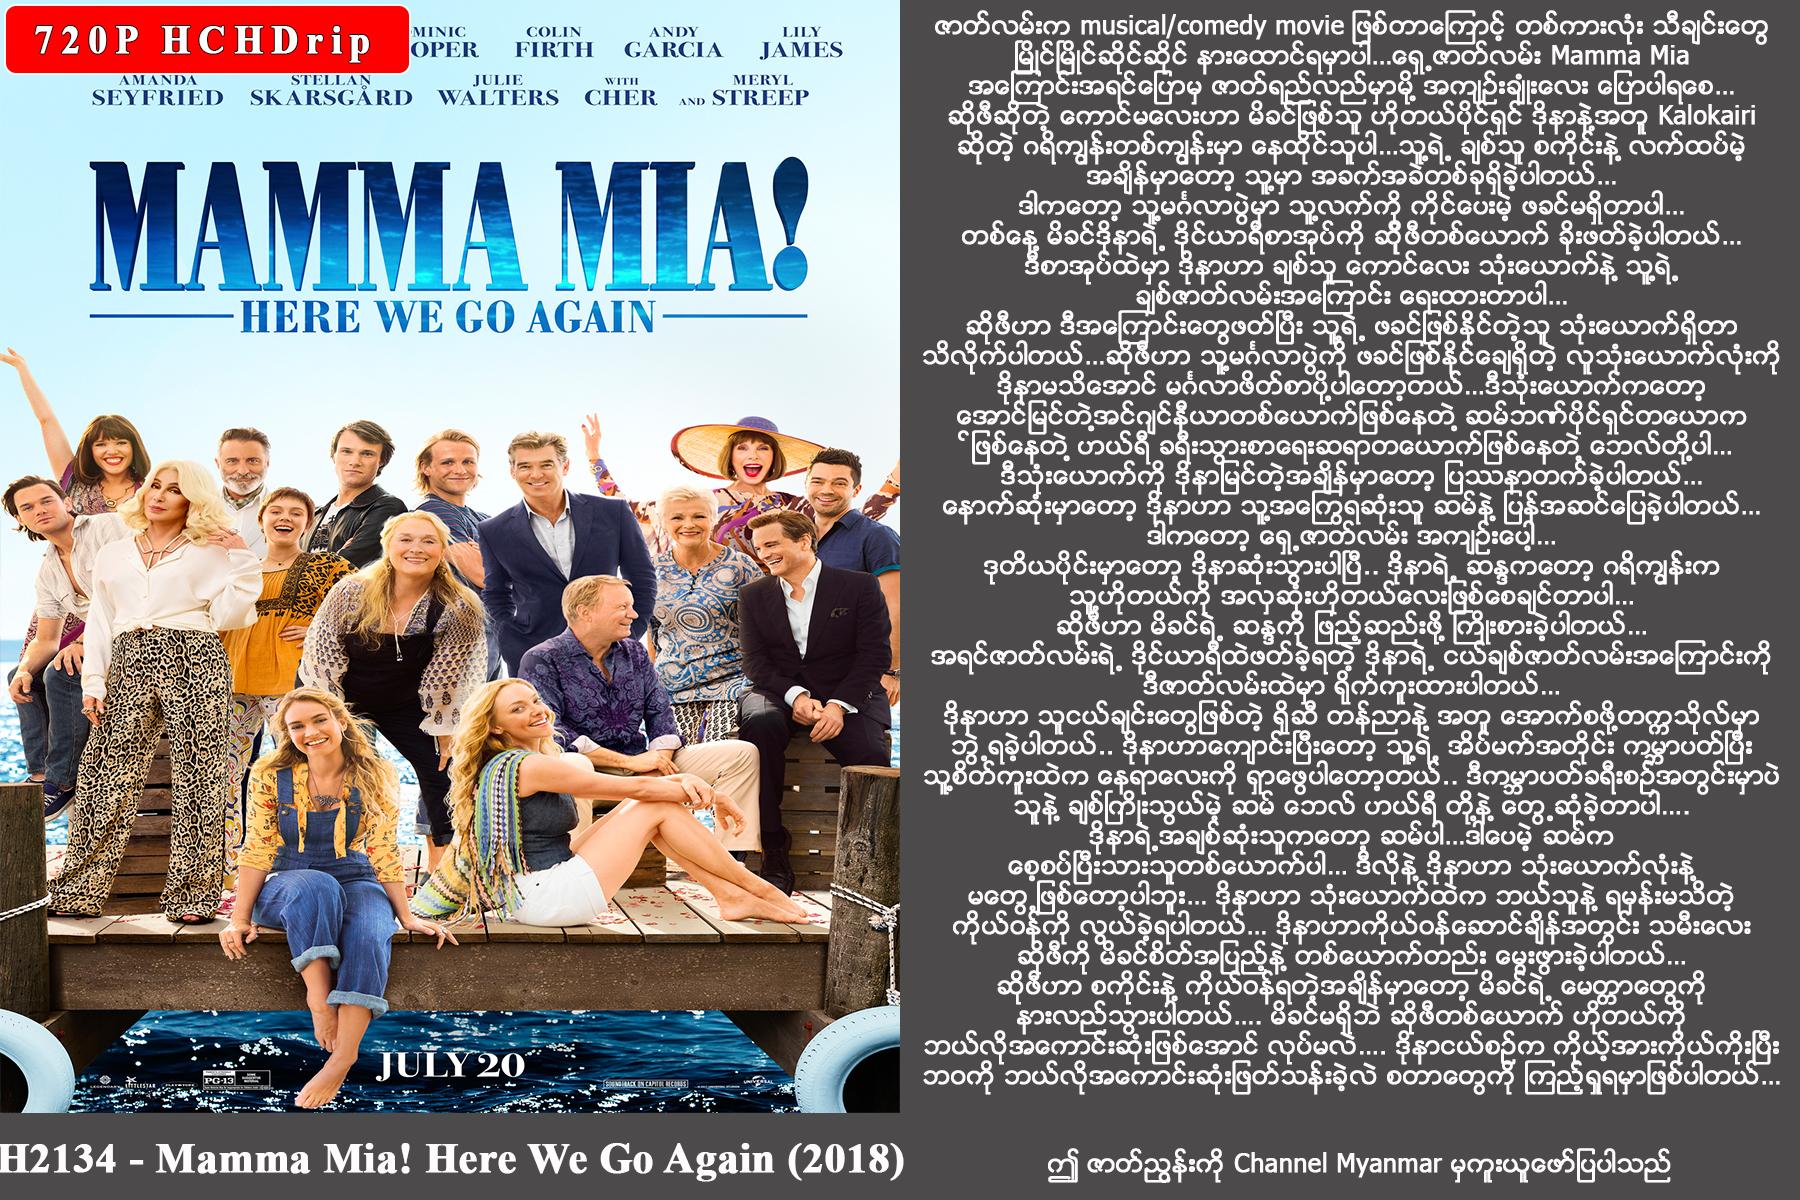 720P HCHDrip
MINIC
OPER
COLIN
FIRTH
ANDY
GARCIA
LILY
JAMES
AMANDA
SEYFRIED
STELLAN
SKARSGÅRD
JULIE
WALTERS
WITH
CHER
AND MERYL
STREEP
MAMMA MIA!
HERE WE GO AGAIN
JULY 20
LEGENDARY
LITTLESTAR
PLAYTONE
PG-13
SOUNDTRACK ON CAPITOL RECORDS
UNIVERSAL
H2134 - Mamma Mia! Here We Go Again (2018)
ဇာတ်လမ်းက musical/comedy movie ဖြစ်တာကြောင့် တစ်ကားလုံး သီချင်းတွေ
မြိုင်မြိုင်ဆိုင်ဆိုင် နားထောင်ရမှာပါ...ရှေ့ဇာတ်လမ်း Mamma Mia
အကြောင်းအရင်ပြောမှ ဇာတ်ရည်လည်မှာမို့ အကျဉ်းချုံးလေး ပြောပါရစေ...
ဆိုဖီဆိုတဲ့ ကောင်မလေးဟာ မိခင်ဖြစ်သူ ဟိုတယ်ပိုင်ရှင် ဒိုနာနဲ့အတူ Kalokairi
ဆိုတဲ့ ဂရိကျွန်းတစ်ကျွန်းမှာ နေထိုင်သူပါ...သူ့ရဲ့ ချစ်သူ စကိုင်းနဲ့ လက်ထပ်မဲ့
အချိန်မှာတော့ သူ့မှာ အခက်အခဲတစ်ခုရှိခဲ့ပါတယ်...
ဒါကတော့ သူ့မင်္ဂလာပွဲမှာ သူ့လက်ကို ကိုင်ပေးမဲ့ ဖခင်မရှိတာပါ...
တစ်နေ့ မိခင်ဒိုနာရဲ့ ဒိုင်ယာရီစာအုပ်ကို ဆိုဖီတစ်ယောက် ခိုးဖတ်ခဲ့ပါတယ်...
ဒီစာအုပ်ထဲမှာ ဒိုနာဟာ ချစ်သူ ကောင်လေး သုံးယောက်နဲ့ သူ့ရဲ့
ချစ်ဇာတ်လမ်းအကြောင်း ရေးထားတာပါ...
ဆိုဖီဟာ ဒီအကြောင်းတွေဖတ်ပြီး သူ့ရဲ့ ဖခင်ဖြစ်နိုင်တဲ့သူ သုံးယောက်ရှိတာ
သိလိုက်ပါတယ်...ဆိုဖီဟာ သူ့မင်္ဂလာပွဲကို ဖခင်ဖြစ်နိုင်ချေရှိတဲ့ လူသုံးယောက်လုံးကို
ဒိုနာမသိအောင် မင်္ဂလာဖိတ်စာပို့ပါတော့တယ်...ဒီသုံးယောက်ကတော့
အောင်မြင်တဲ့အင်ဂျင်နီယာတစ်ယောက်ဖြစ်နေတဲ့ ဆမ်ဘဏ်ပိုင်ရှင်တယောက
်ဖြစ်နေတဲ့ ဟယ်ရီ ခရီးသွားစာရေးဆရာတယောက်ဖြစ်နေတဲ့ ဘေလ်တို့ပါ...
ဒီသုံးယောက်ကို ဒိုနာမြင်တဲ့အချိန်မှာတော့ ပြဿနာတက်ခဲ့ပါတယ်...
နောက်ဆုံးမှာတော့ ဒိုနာဟာ သူ့အကြွေရဆုံးသူ ဆမ်နဲ့ ပြန်အဆင်ပြေခဲ့ပါတယ်...
ဒါကတော့ ရှေ့ဇာတ်လမ်း အကျဉ်းပေါ့...
ဒုတိယပိုင်းမှာတော့ ဒိုနာဆုံးသွားပါပြီ.. ဒိုနာရဲ့ ဆန္ဒကတော့ ဂရိကျွန်းက
သူ့ဟိုတယ်ကို အလှဆုံးဟိုတယ်လေးဖြစ်စေချင်တာပါ...
ဆိုဖီဟာ မိခင်ရဲ့ ဆန္ဒကို ဖြည့်ဆည်းဖို့ ကြိုးစားခဲ့ပါတယ်...
အရင်ဇာတ်လမ်းရဲ့ ဒိုင်ယာရီထဲဖတ်ခဲ့ရတဲ့ ဒိုနာရဲ့ ငယ်ချစ်ဇာတ်လမ်းအကြောင်းကို
ဒီဇာတ်လမ်းထဲမှာ ရိုက်ကူးထားပါတယ်...
ဒိုနာဟာ သူငယ်ချင်းတွေဖြစ်တဲ့ ရိုဆီ တန်ညာနဲ့ အတူ အောက်စဖို့တက္ကသိုလ်မှာ
ဘွဲ့ရခဲ့ပါတယ်.. ဒိုနာဟာကျောင်းပြီးတော့ သူ့ရဲ့ အိပ်မက်အတိုင်း ကမ္ဘာပတ်ပြီး
သူ့စိတ်ကူးထဲက နေရာလေးကို ရှာဖွေပါတော့တယ်.. ဒီကမ္ဘာပတ်ခရီးစဉ်အတွင်းမှာပဲ
သူနဲ့ ချစ်ကြိုးသွယ်မဲ့ ဆမ် ဘေလ် ဟယ်ရီ တို့နဲ့ တွေ့ဆုံခဲ့တာပါ....
ဒိုနာရဲ့အချစ်ဆုံးသူကတော့ ဆမ်ပါ...ဒါပေမဲ့ ဆမ်က
စေ့စပ်ပြီးသားသူတစ်ယောက်ပါ... ဒီလိုနဲ့ ဒိုနာဟာ သုံးယောက်လုံးနဲ့
မတွေ့ဖြစ်တော့ပါဘူး... ဒိုနာဟာ သုံးယောက်ထဲက ဘယ်သူနဲ့ ရမှန်းမသိတဲ့
ကိုယ်ဝန်ကို လွယ်ခဲ့ရပါတယ်... ဒိုနာဟာကိုယ်ဝန်ဆောင်ချိန်အတွင်း သမီးလေး
ဆိုဖီကို မိခင်စိတ်အပြည့်နဲ့ တစ်ယောက်တည်း မွေးဖွားခဲ့ပါတယ်...
ဆိုဖီဟာ စကိုင်းနဲ့ ကိုယ်ဝန်ရတဲ့အချိန်မှာတော့ မိခင်ရဲ့ မေတ္တာတွေကို
နားလည်သွားပါတယ်.... မိခင်မရှိဘဲ ဆိုဖီတစ်ယောက် ဟိုတယ်ကို
ဘယ်လိုအကောင်းဆုံးဖြစ်အောင် လုပ်မလဲ.... ဒိုနာငယ်စဉ်က ကိုယ့်အားကိုယ်ကိုးပြီး
ဘဝကို ဘယ်လိုအကောင်းဆုံးဖြတ်သန်းခဲ့လဲ စတာတွေကို ကြည့်ရှုရမှာဖြစ်ပါတယ်...
ဤ ဇာတ်ညွှန်းကို Channel Myanmar မှကူးယူဖော်ပြပါသည်